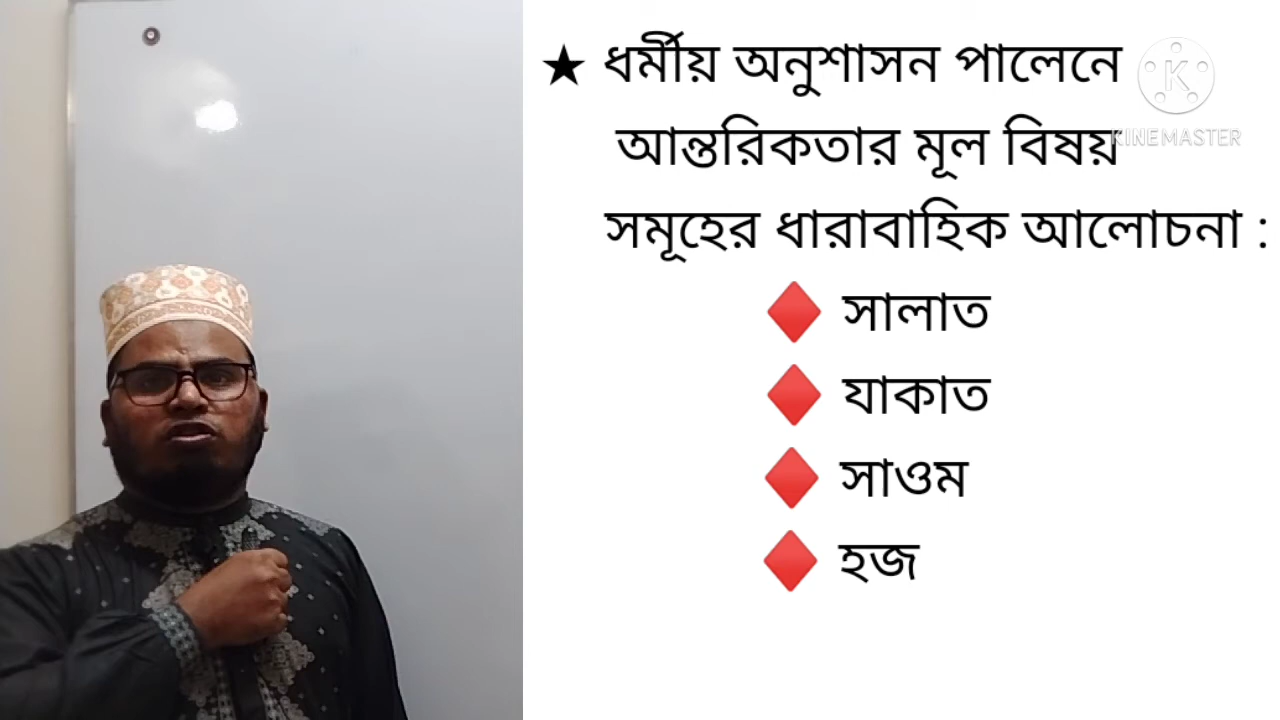 ★ ধর্মীয় অনুশাসন পালেনে
আন্তরিকতার মূল বিষয়
সমূহের ধারাবাহিক আলোচনা :
♦ সালাত
♦ যাকাত
♦ সাওম
♦ হজ
K
KINEMASTER